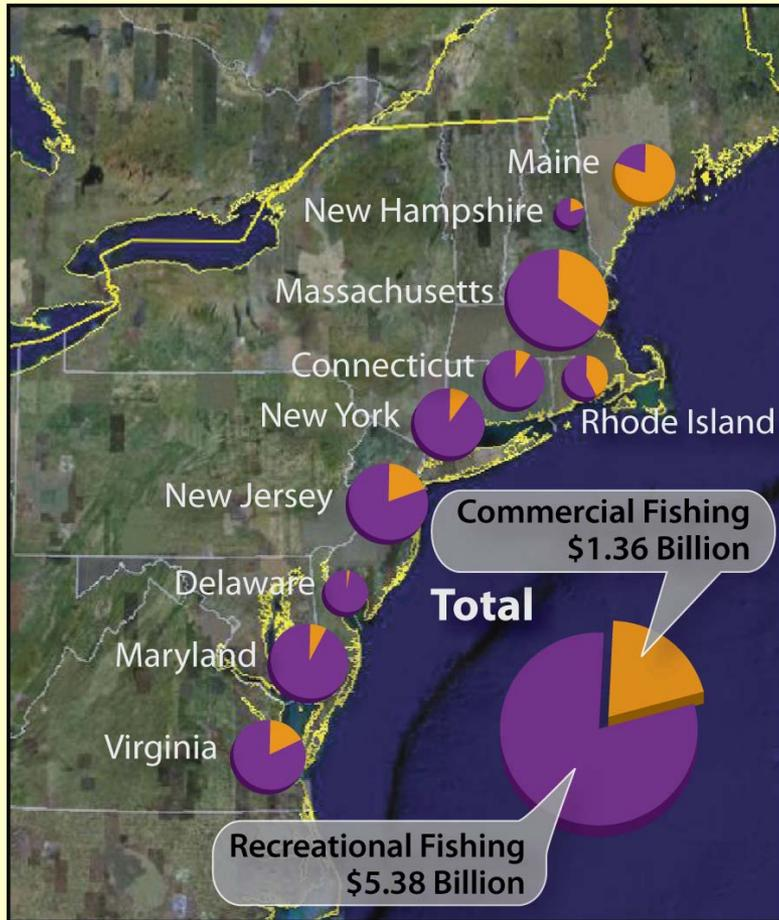 Maine
New Hampshire
Massachusetts
Connecticut
New York
Rhode Island
New Jersey
Commercial Fishing
$1.36 Billion
Delaware
Total
Maryland
Virginia
Recreational Fishing
$5.38 Billion